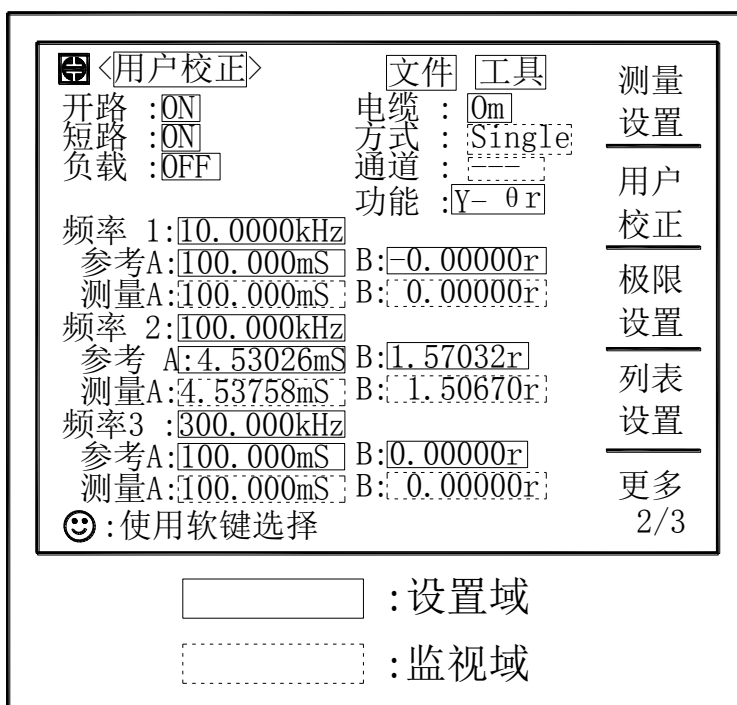 <用户校正> 文件 工具
开路 :ON 电缆 : 0m
短路 :ON 方式 : Single
负载 :OFF 通道 : ---
功能 :Y- θr
频率 1:10.0000kHz
参考A:100.000mS B:-0.00000r
测量A:100.000mS B: 0.00000r
频率 2:100.000kHz
参考 A:4.53026mS B:1.57032r
测量A:4.53758mS B: 1.50670r
频率3 :300.000kHz
参考A:100.000mS B:0.00000r
测量A:100.000mS B: 0.00000r
:使用软键选择
测量
设置
用户
校正
极限
设置
列表
设置
更多
2/3
:设置域
:监视域